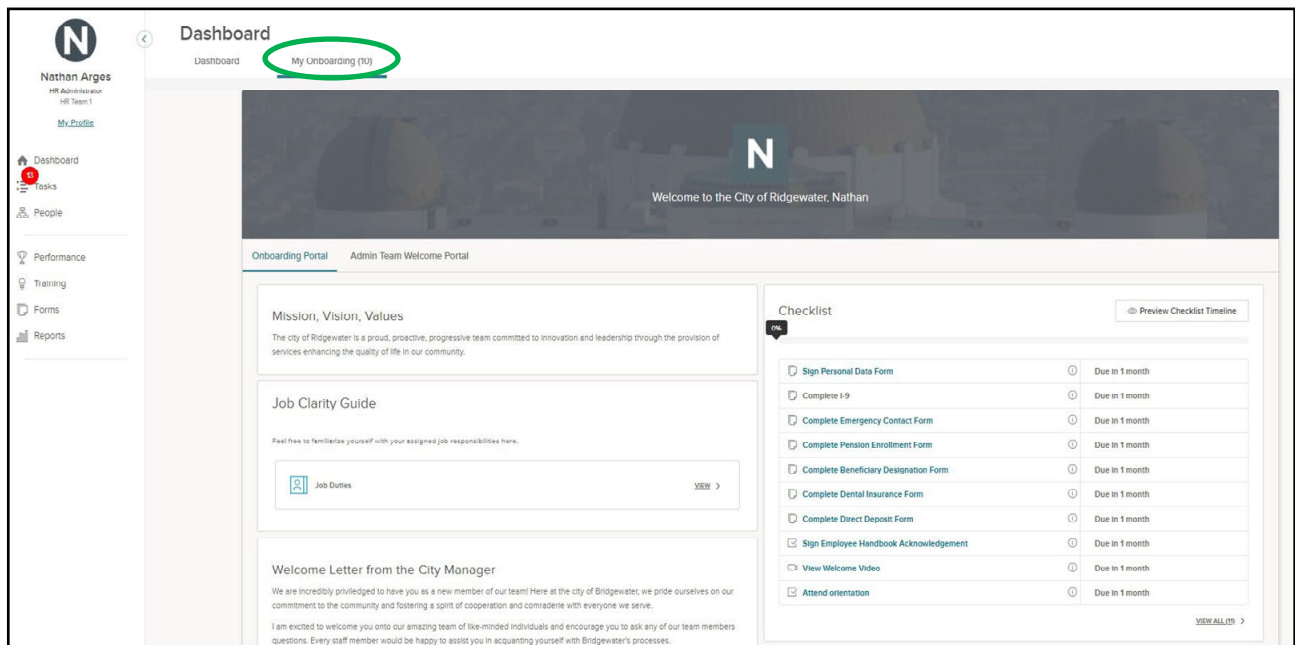 N
Nathan Arges
HR Administrator
HR Team 1
My Profile
Dashboard
13
Tasks
People
Performance
Training
Forms
Reports
Dashboard
Dashboard
My Onboarding (10)
N
Welcome to the City of Ridgewater, Nathan
Onboarding Portal
Admin Team Welcome Portal
Mission, Vision, Values
The city of Ridgewater is a proud, proactive, progressive team committed to innovation and leadership through the provision of
services enhancing the quality of life in our community.
Job Clarity Guide
Feel free to familiarize yourself with your assigned job responsibilities here.
Job Duties
VIEW >
Welcome Letter from the City Manager
We are incredibly priviledged to have you as a new member of our team! Here at the city of Bridgewater, we pride ourselves on our
commitment to the community and fostering a spirit of cooperation and comraderie with everyone we serve.
I am excited to welcome you onto our amazing team of like-minded individuals and encourage you to ask any of our team members
questions. Every staff member would be happy to assist you in acquanting yourself with Bridgewater's processes.
Checklist
Preview Checklist Timeline
0%
Sign Personal Data Form Due in 1 month
Complete I-9 Due in 1 month
Complete Emergency Contact Form Due in 1 month
Complete Pension Enrollment Form Due in 1 month
Complete Beneficiary Designation Form Due in 1 month
Complete Dental Insurance Form Due in 1 month
Complete Direct Deposit Form Due in 1 month
Sign Employee Handbook Acknowledgement Due in 1 month
View Welcome Video Due in 1 month
Attend orientation Due in 1 month
VIEW ALL (11) >